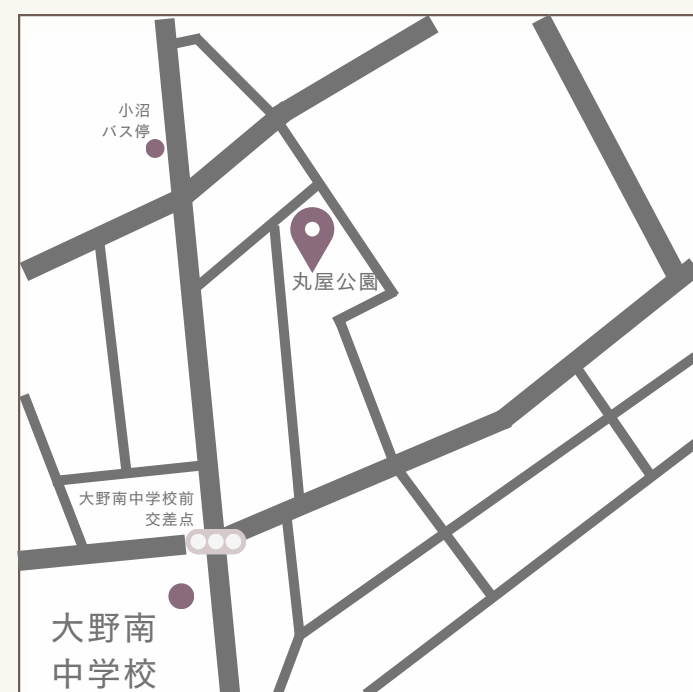 小沼
バス停
丸屋公園
大野南中学校前
交差点
大野南
中学校